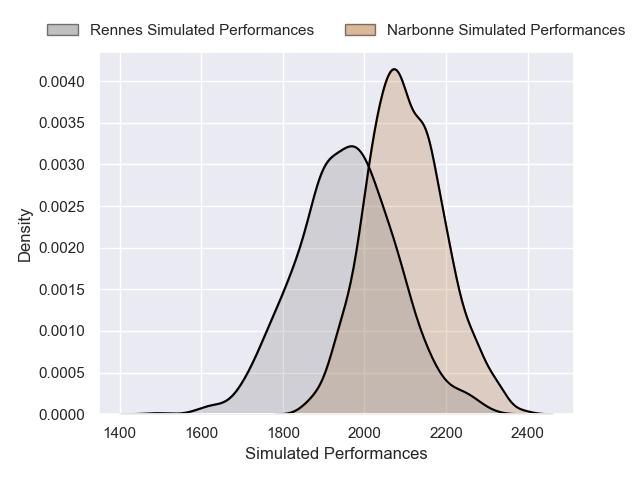 Rennes Simulated Performances
Narbonne Simulated Performances
0.0040
0.0035
0.0030
0.0025
0.0020
0.0015
0.0010
0.0005
0.0000
Density
1400 1600 1800 2000 2200 2400
Simulated Performances